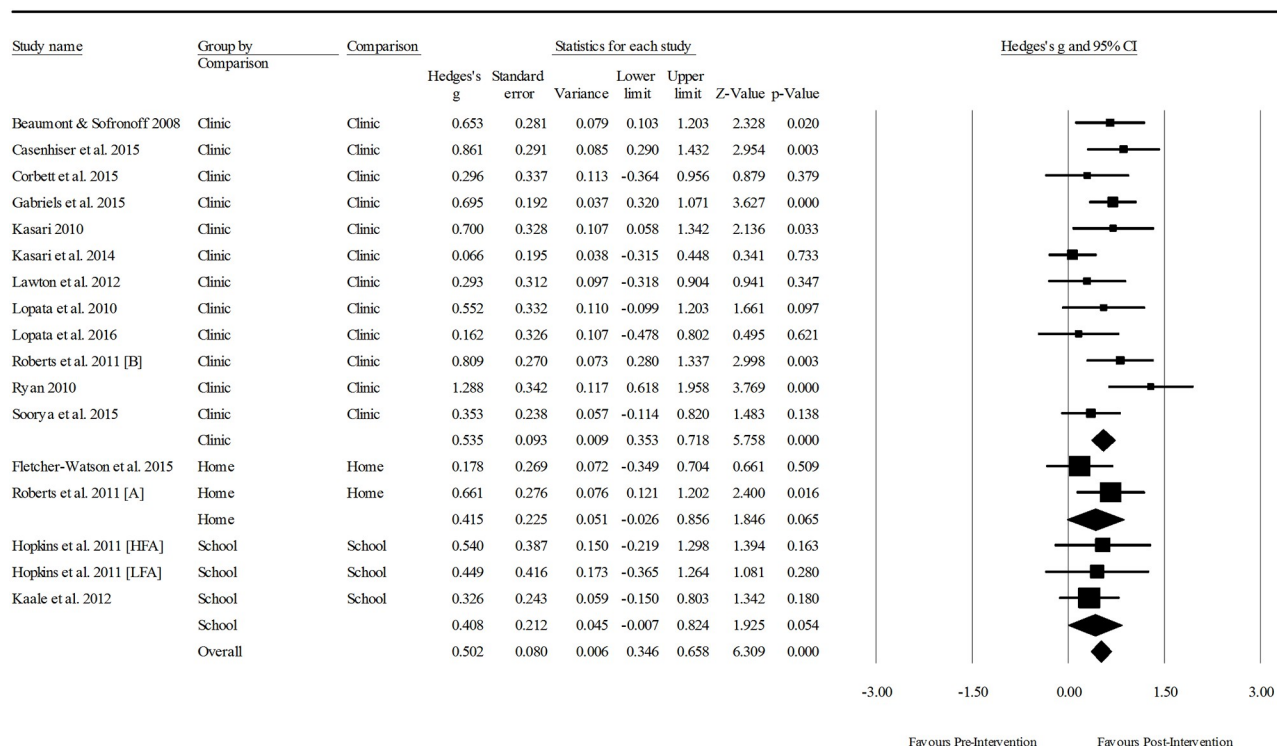 Study name Group by Comparison Statistics for each study Hedges's g and 95% CI
Comparison
Hedges's Standard Lower Upper
g error Variance limit limit Z-Value p-Value
Beaumont & Sofronoff 2008 Clinic Clinic 0.653 0.281 0.079 0.103 1.203 2.328 0.020
Casenhiser et al. 2015 Clinic Clinic 0.861 0.291 0.085 0.290 1.432 2.954 0.003
Corbett et al. 2015 Clinic Clinic 0.296 0.337 0.113 -0.364 0.956 0.879 0.379
Gabriels et al. 2015 Clinic Clinic 0.695 0.192 0.037 0.320 1.071 3.627 0.000
Kasari 2010 Clinic Clinic 0.700 0.328 0.107 0.058 1.342 2.136 0.033
Kasari et al. 2014 Clinic Clinic 0.066 0.195 0.038 -0.315 0.448 0.341 0.733
Lawton et al. 2012 Clinic Clinic 0.293 0.312 0.097 -0.318 0.904 0.941 0.347
Lopata et al. 2010 Clinic Clinic 0.552 0.332 0.110 -0.099 1.203 1.661 0.097
Lopata et al. 2016 Clinic Clinic 0.162 0.326 0.107 -0.478 0.802 0.495 0.621
Roberts et al. 2011 [B] Clinic Clinic 0.809 0.270 0.073 0.280 1.337 2.998 0.003
Ryan 2010 Clinic Clinic 1.288 0.342 0.117 0.618 1.958 3.769 0.000
Soorya et al. 2015 Clinic Clinic 0.353 0.238 0.057 -0.114 0.820 1.483 0.138
Clinic 0.535 0.093 0.009 0.353 0.718 5.758 0.000
Fletcher-Watson et al. 2015 Home Home 0.178 0.269 0.072 -0.349 0.704 0.661 0.509
Roberts et al. 2011 [A] Home Home 0.661 0.276 0.076 0.121 1.202 2.400 0.016
Home 0.415 0.225 0.051 -0.026 0.856 1.846 0.065
Hopkins et al. 2011 [HFA] School School 0.540 0.387 0.150 -0.219 1.298 1.394 0.163
Hopkins et al. 2011 [LFA] School School 0.449 0.416 0.173 -0.365 1.264 1.081 0.280
Kaale et al. 2012 School School 0.326 0.243 0.059 -0.150 0.803 1.342 0.180
School 0.408 0.212 0.045 -0.007 0.824 1.925 0.054
Overall 0.502 0.080 0.006 0.346 0.658 6.309 0.000
-3.00 -1.50 0.00 1.50 3.00
Favours Pre-Intervention Favours Post-Intervention